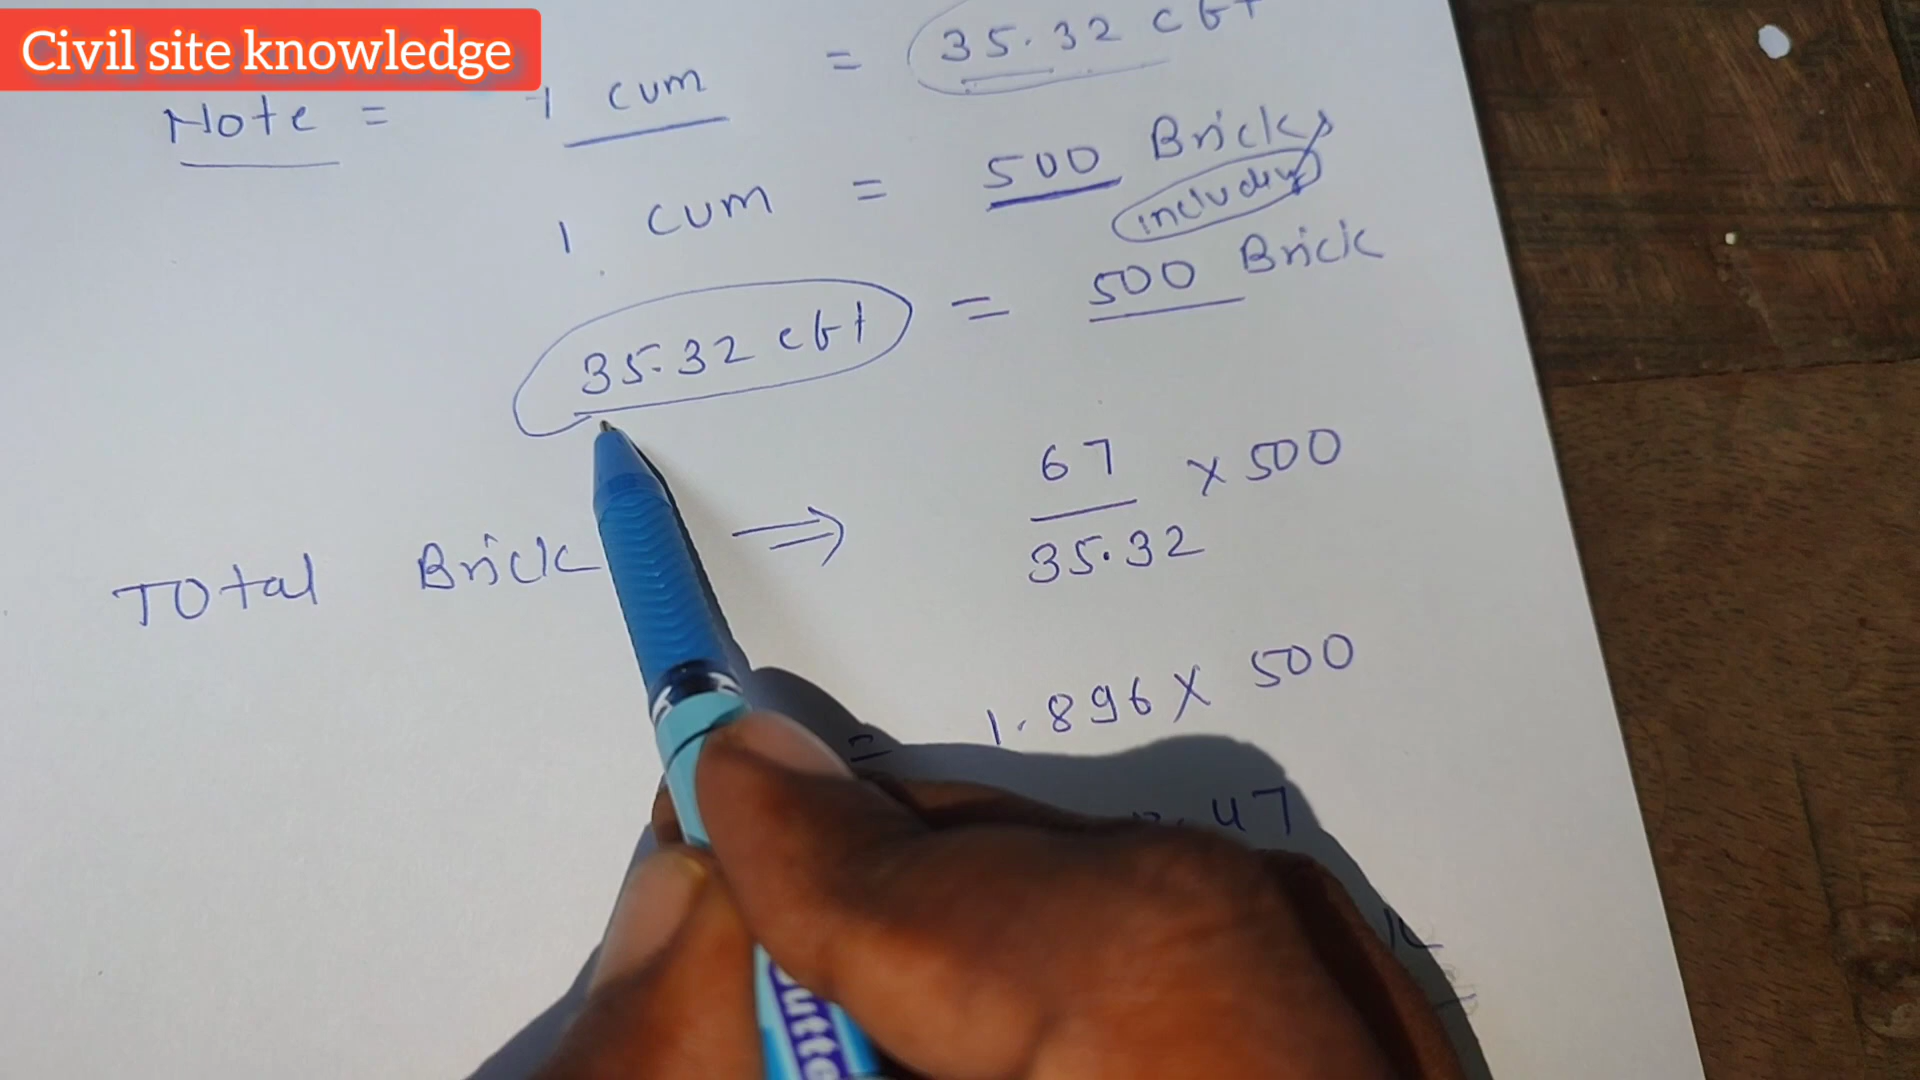 Civil site knowledge
Note = 1 cum = 35.32 cft
1 cum = 500 Bricks
including
35.32 cft = 500 Brick
67
Total Brick ⇒ — × 500
35.32
= 1.896 × 500
47
utte